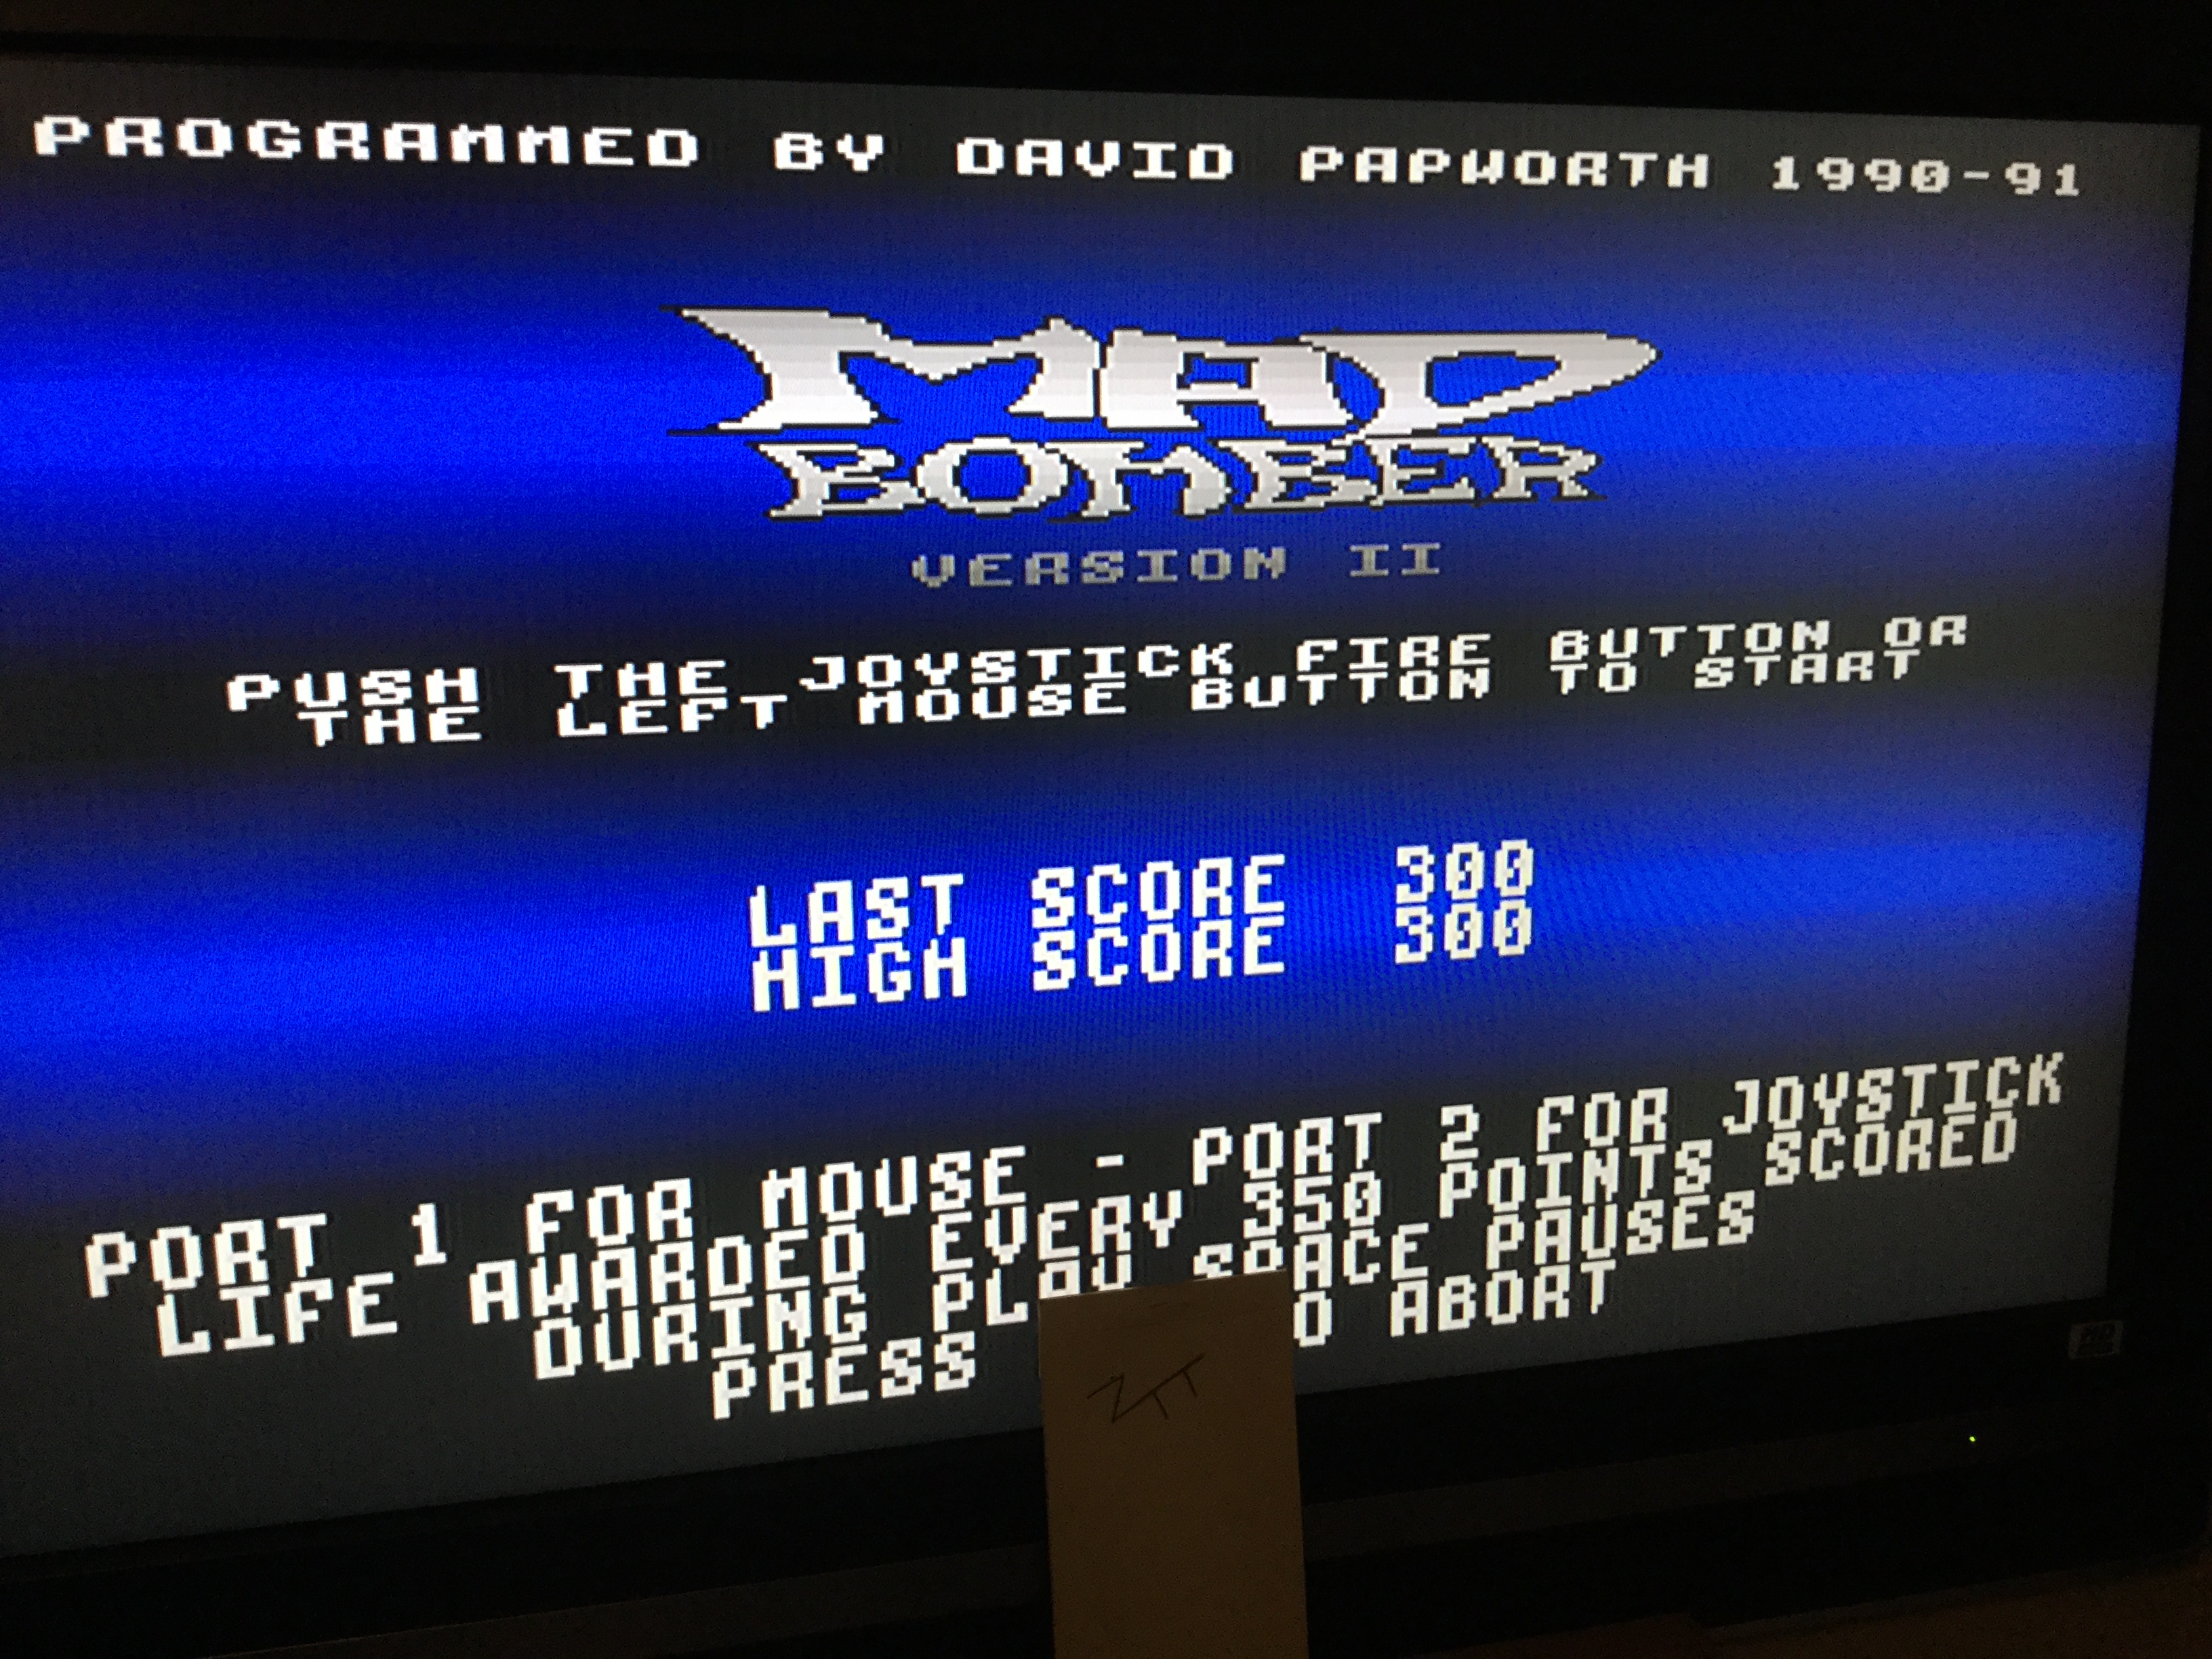 PROGRAMMED BY DAVID PAPWORTH 1990-91
MAD
BOMBER
VERSION II
PUSH THE JOYSTICK FIRE BUTTON OR
THE LEFT MOUSE BUTTON TO START
LAST SCORE 300
HIGH SCORE 300
PORT 1 FOR MOUSE - PORT 2 FOR JOYSTICK
LIFE AWARDED EVERY 350 POINTS SCORED
DURING PLAY SPACE PAUSES
PRESS O ABORT